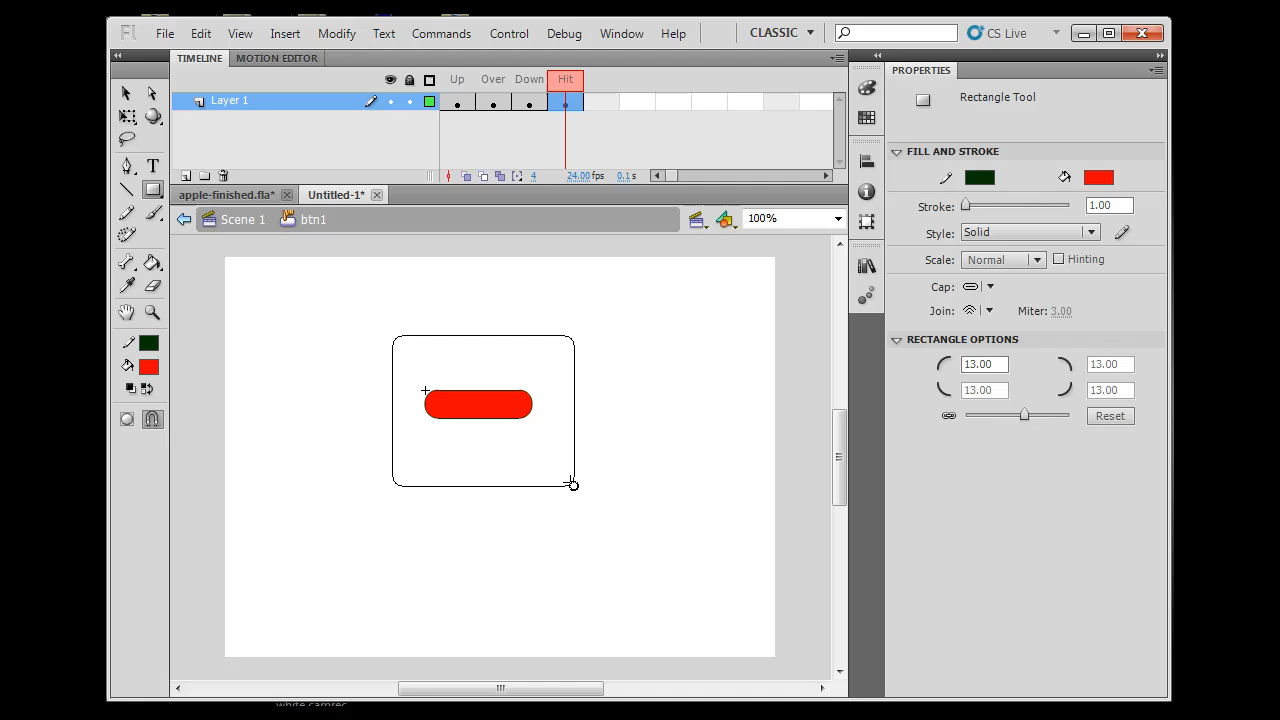 Fl File Edit View Insert Modify Text Commands Control Debug Window Help CLASSIC CS Live
TIMELINE MOTION EDITOR
PROPERTIES
Up Over Down Hit
Rectangle Tool
Layer 1
FILL AND STROKE
4 24.00 fps 0.1 s
apple-finished.fla* Untitled-1*
Stroke: 1.00
Scene 1 btn1 100%
Style: Solid
Scale: Normal Hinting
Cap:
Join: Miter: 3.00
RECTANGLE OPTIONS
13.00 13.00
13.00 13.00
Reset
white camrec